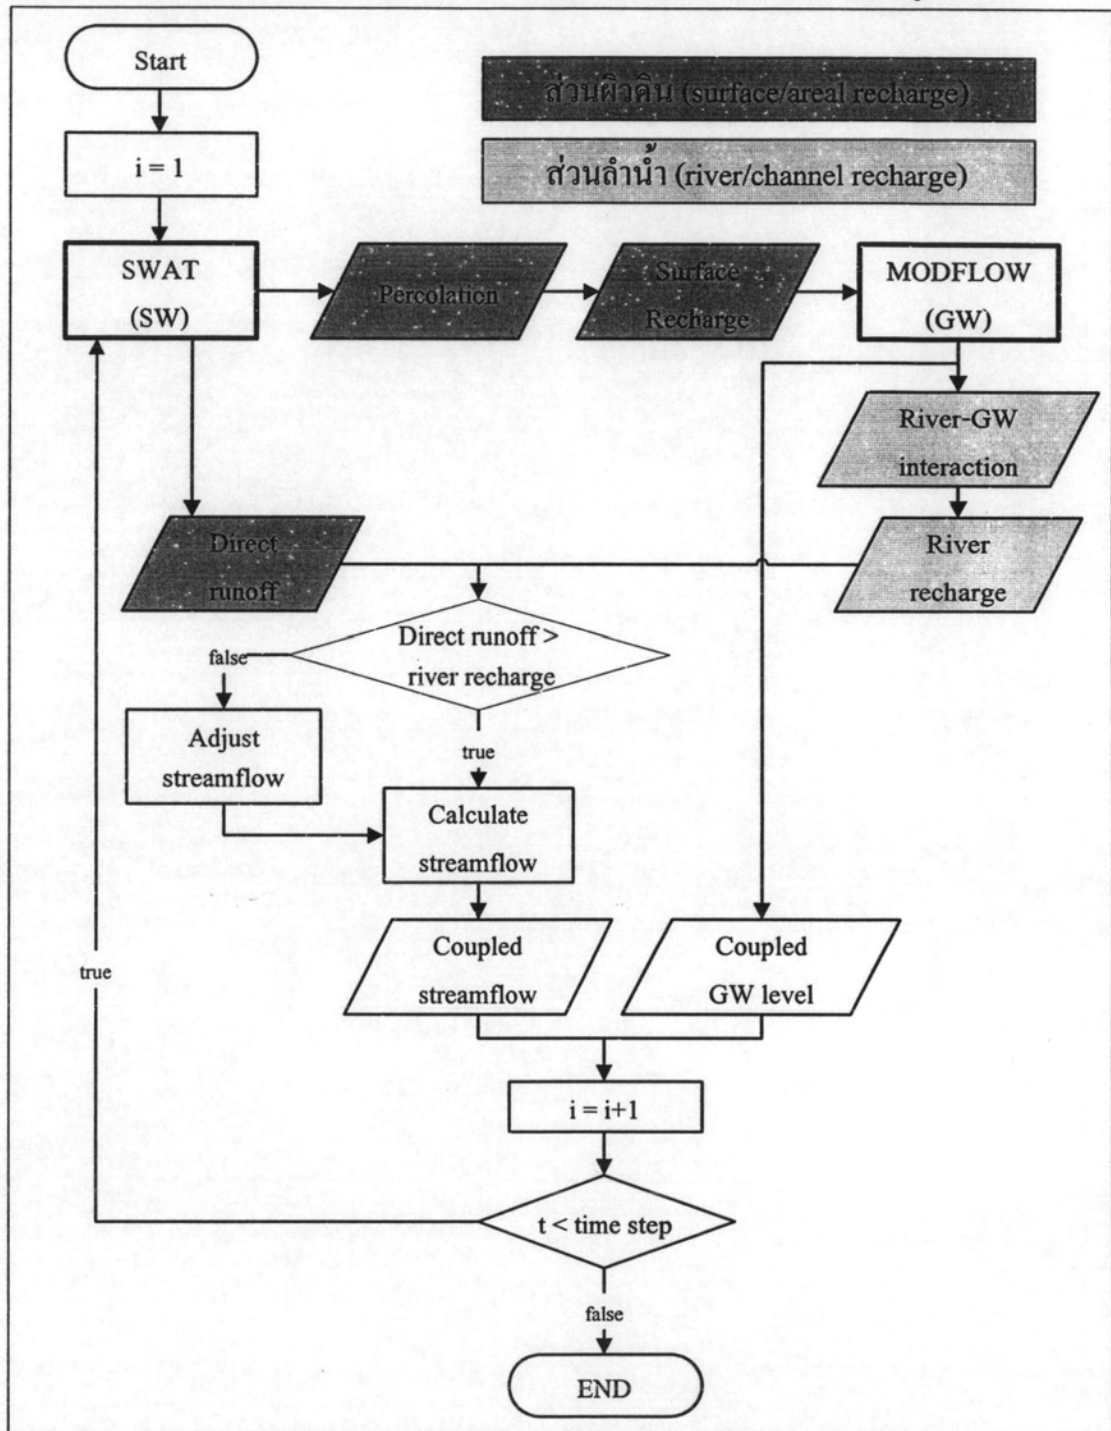 Start
ส่วนผิวดิน (surface/areal recharge)
i = 1
ส่วนลำน้ำ (river/channel recharge)
SWAT
(SW)
Percolation
Surface
Recharge
MODFLOW
(GW)
River-GW
interaction
Direct
runoff
River
recharge
Direct runoff >
river recharge
false
Adjust
streamflow
true
Calculate
streamflow
Coupled
streamflow
Coupled
GW level
true
i = i+1
t < time step
false
END